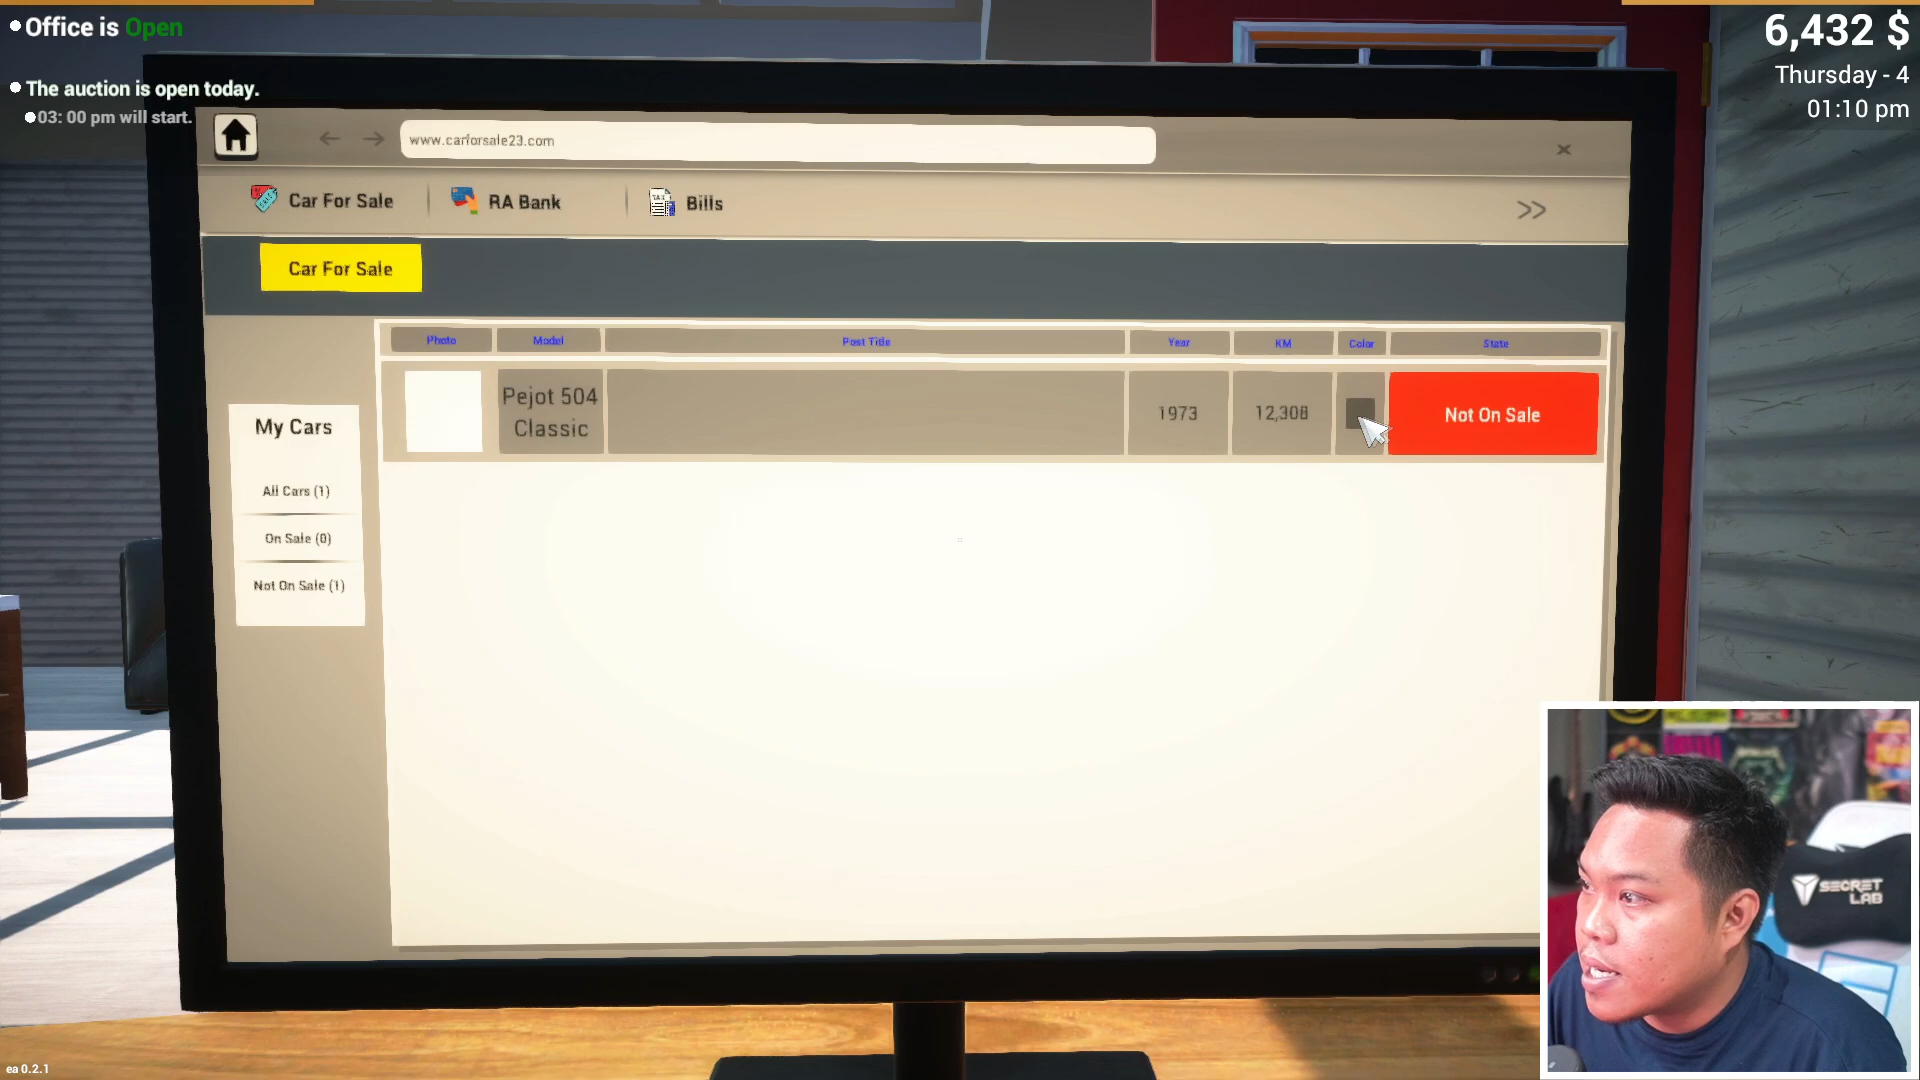 Office is Open
The auction is open today.
03: 00 pm will start.
6,432 $
Thursday - 4
01:10 pm
www.carforsale23.com
Car For Sale
RA Bank
Bills
>>
Car For Sale
Photo
Model
Post Title
Year
KM
Color
State
Pejot 504
Classic
1973
12,308
Not On Sale
My Cars
All Cars (1)
On Sale (0)
Not On Sale (1)
SECRET
LAB
ea 0.2.1